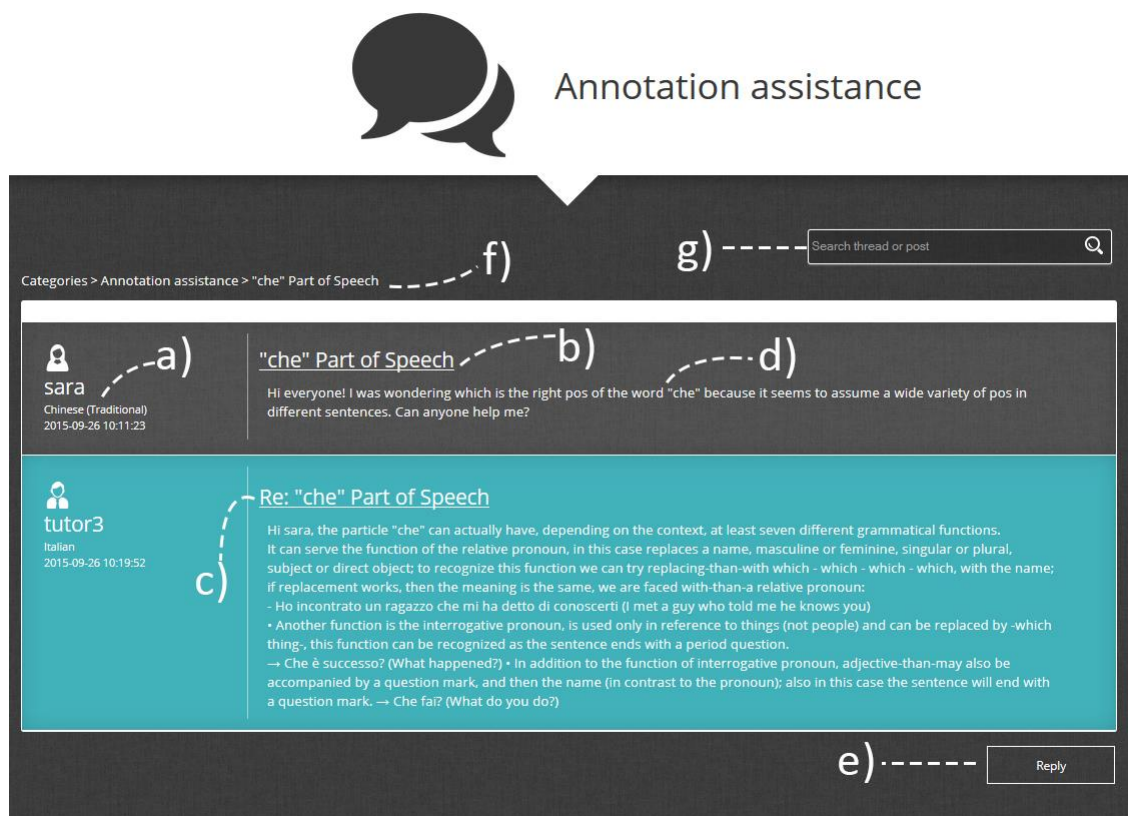 Annotation assistance
g)
Search thread or post
f)
Categories > Annotation assistance > "che" Part of Speech
a)
sara
Chinese (Traditional)
2015-09-26 10:11:23
b)
"che" Part of Speech
d)
Hi everyone! I was wondering which is the right pos of the word "che" because it seems to assume a wide variety of pos in
different sentences. Can anyone help me?
tutor3
Italian
2015-09-26 10:19:52
c)
Re: "che" Part of Speech
Hi sara, the particle "che" can actually have, depending on the context, at least seven different grammatical functions.
It can serve the function of the relative pronoun, in this case replaces a name, masculine or feminine, singular or plural,
subject or direct object; to recognize this function we can try replacing-than-with which - which - which - which, with the name;
if replacement works, then the meaning is the same, we are faced with-than-a relative pronoun:
- Ho incontrato un ragazzo che mi ha detto di conoscerti (I met a guy who told me he knows you)
• Another function is the interrogative pronoun, is used only in reference to things (not people) and can be replaced by -which
thing-, this function can be recognized as the sentence ends with a period question.
→ Che è successo? (What happened?) • In addition to the function of interrogative pronoun, adjective-than-may also be
accompanied by a question mark, and then the name (in contrast to the pronoun); also in this case the sentence will end with
a question mark. → Che fai? (What do you do?)
e)
Reply